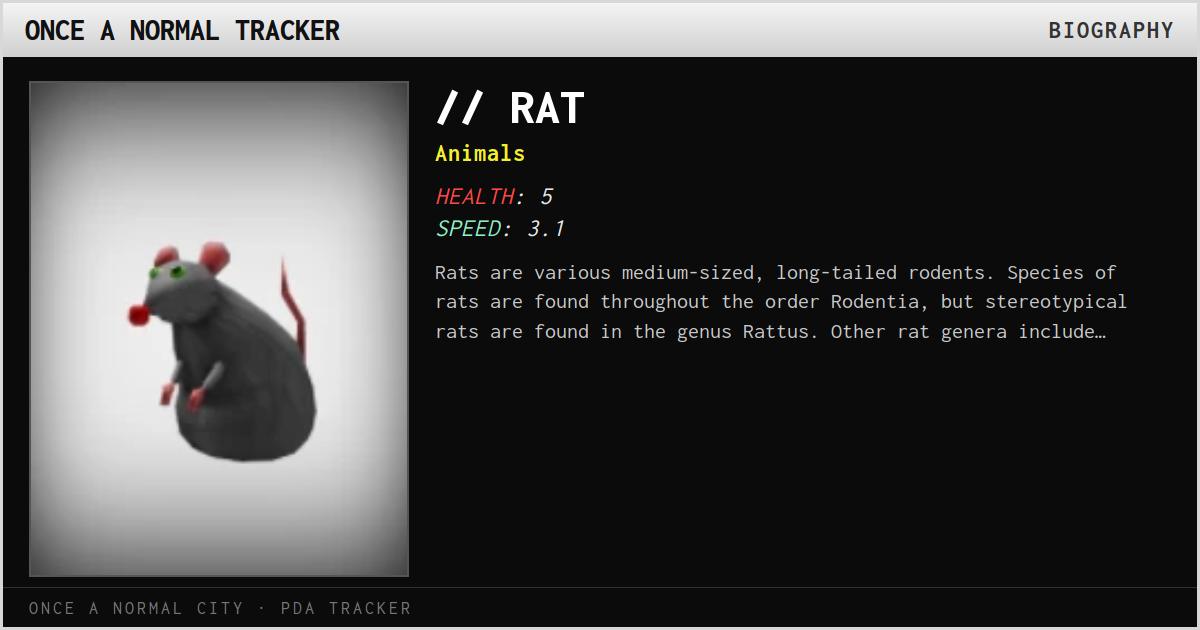 ONCE A NORMAL TRACKER
BIOGRAPHY
// RAT
Animals
HEALTH: 5
SPEED: 3.1
Rats are various medium-sized, long-tailed rodents. Species of
rats are found throughout the order Rodentia, but stereotypical
rats are found in the genus Rattus. Other rat genera include…
ONCE A NORMAL CITY · PDA TRACKER